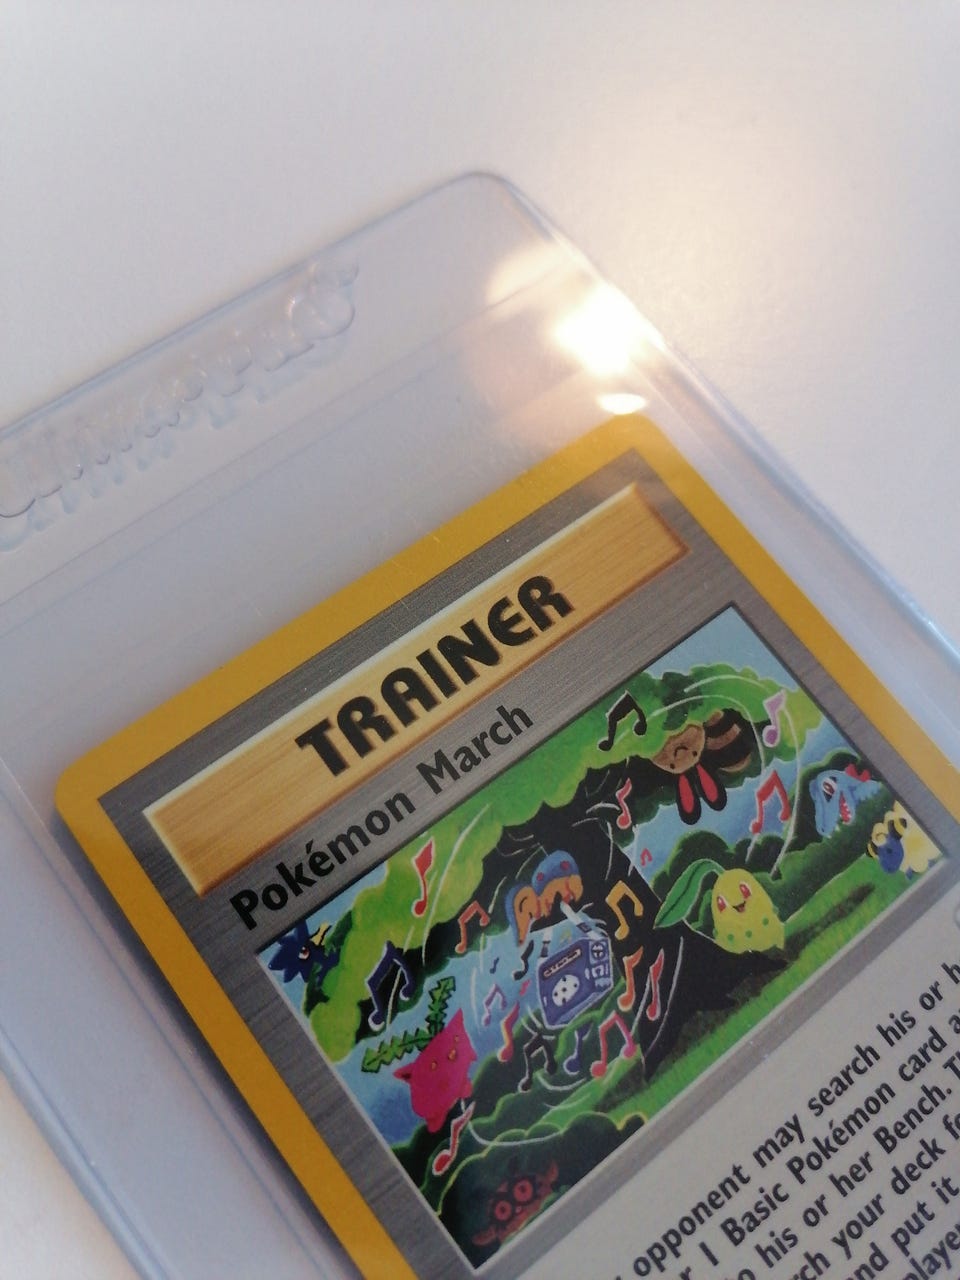 TRAINER
Pokémon March
opponent may search his or h
1 Basic Pokémon card a
his or her Bench. T
your deck f
and put it